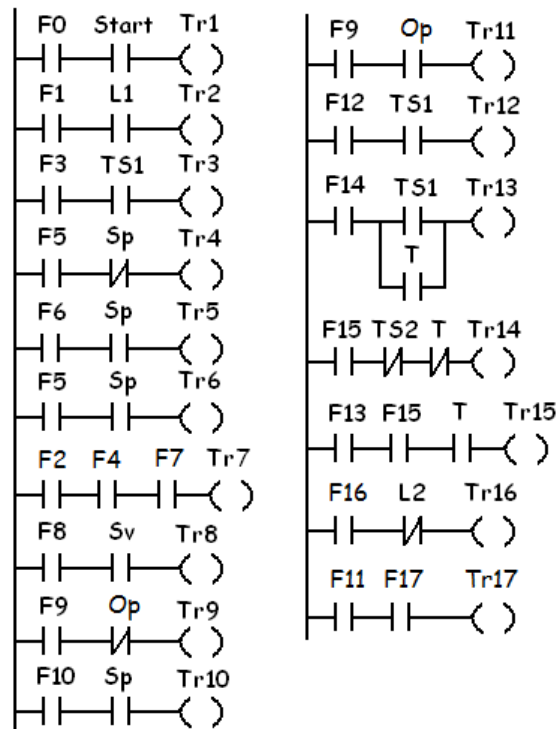 F0 Start Tr1
F1 L1 Tr2
F3 TS1 Tr3
F5 Sp Tr4
F6 Sp Tr5
F5 Sp Tr6
F2 F4 F7 Tr7
F8 Sv Tr8
F9 Op Tr9
F10 Sp Tr10
F9 Op Tr11
F12 TS1 Tr12
F14 TS1 Tr13
T
F15 TS2 T Tr14
F13 F15 T Tr15
F16 L2 Tr16
F11 F17 Tr17